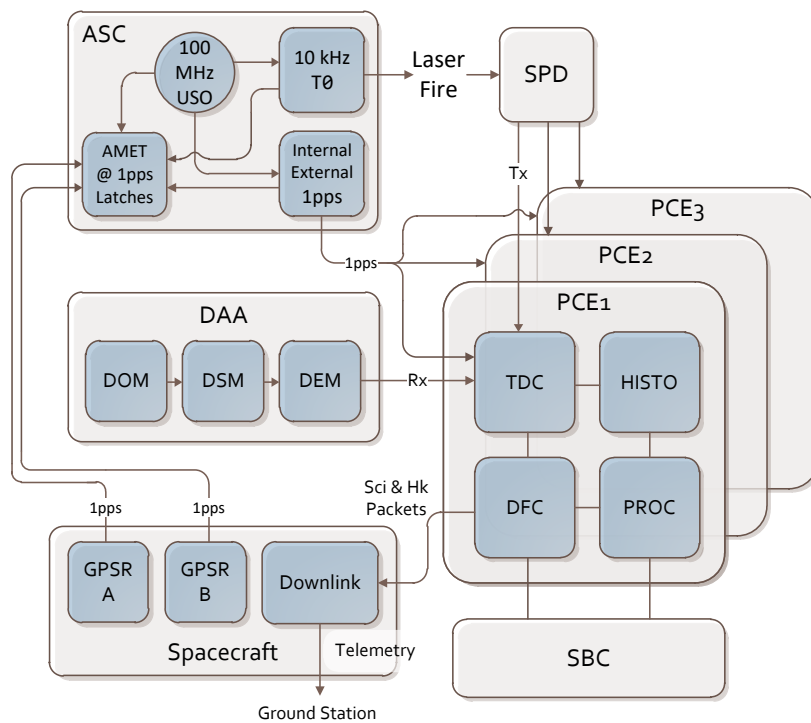 ASC
100
MHz
USO
10 kHz
T0
Laser
Fire
SPD
AMET
@ 1pps
Latches
Internal
External
1pps
Tx
PCE3
PCE2
PCE1
1pps
DAA
DOM
DSM
DEM
Rx
TDC
HISTO
DFC
PROC
Sci & Hk
Packets
1pps
1pps
GPSR
A
GPSR
B
Downlink
Spacecraft
Telemetry
SBC
Ground Station